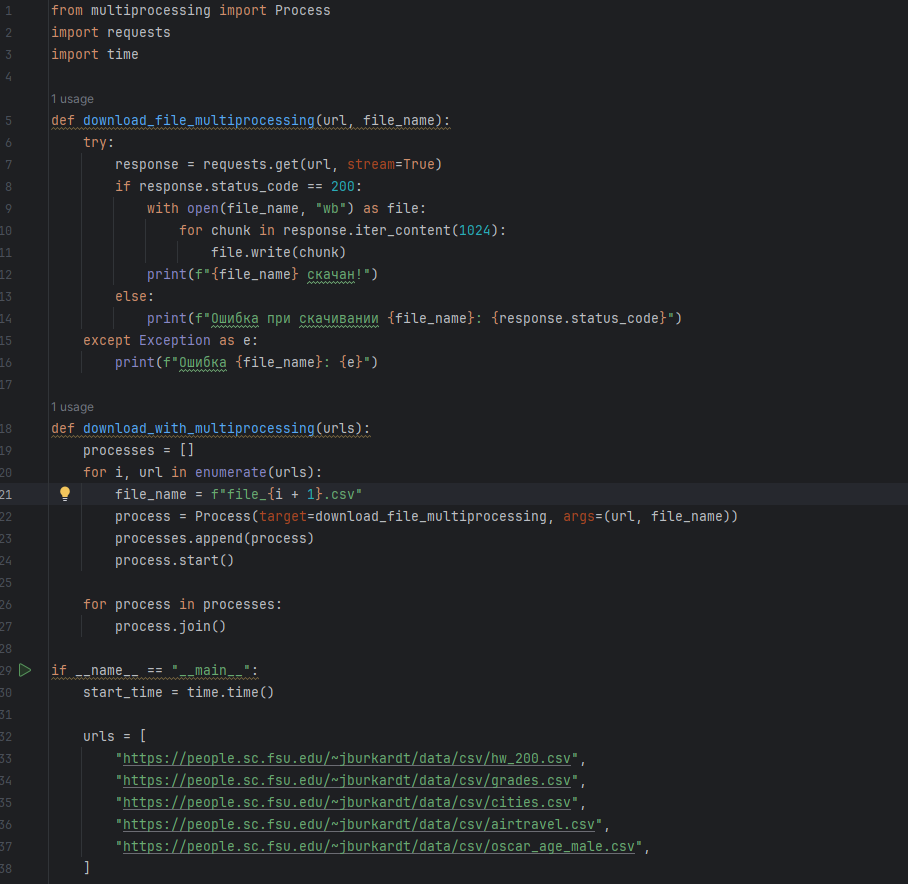 1 from multiprocessing import Process
2 import requests
3 import time
4
1 usage
5 def download_file_multiprocessing(url, file_name):
6 try:
7 response = requests.get(url, stream=True)
8 if response.status_code == 200:
9 with open(file_name, "wb") as file:
10 for chunk in response.iter_content(1024):
11 file.write(chunk)
12 print(f"{file_name} скачан!")
13 else:
14 print(f"Ошибка при скачивании {file_name}: {response.status_code}")
15 except Exception as e:
16 print(f"Ошибка {file_name}: {e}")
17
1 usage
18 def download_with_multiprocessing(urls):
19 processes = []
20 for i, url in enumerate(urls):
21 file_name = f"file_{i + 1}.csv"
22 process = Process(target=download_file_multiprocessing, args=(url, file_name))
23 processes.append(process)
24 process.start()
25
26 for process in processes:
27 process.join()
28
29 if __name__ == "__main__":
30 start_time = time.time()
31
32 urls = [
33 "https://people.sc.fsu.edu/~jburkardt/data/csv/hw_200.csv",
34 "https://people.sc.fsu.edu/~jburkardt/data/csv/grades.csv",
35 "https://people.sc.fsu.edu/~jburkardt/data/csv/cities.csv",
36 "https://people.sc.fsu.edu/~jburkardt/data/csv/airtravel.csv",
37 "https://people.sc.fsu.edu/~jburkardt/data/csv/oscar_age_male.csv",
38 ]